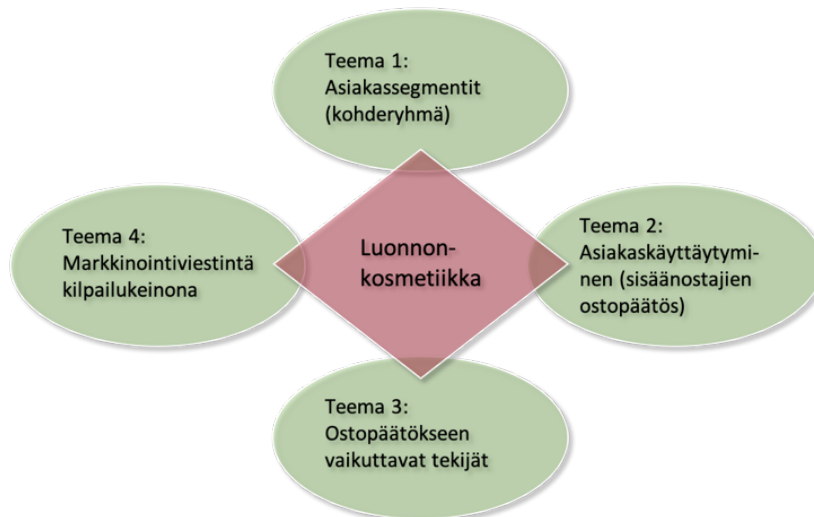 Teema 1:
Asiakassegmentit
(kohderyhmä)
Teema 4:
Markkinointiviestintä
kilpailukeinona
Luonnon-
kosmetiikka
Teema 2:
Asiakaskäyttäytymi-
nen (sisäänostajien
ostopäätös)
Teema 3:
Ostopäätökseen
vaikuttavat tekijät